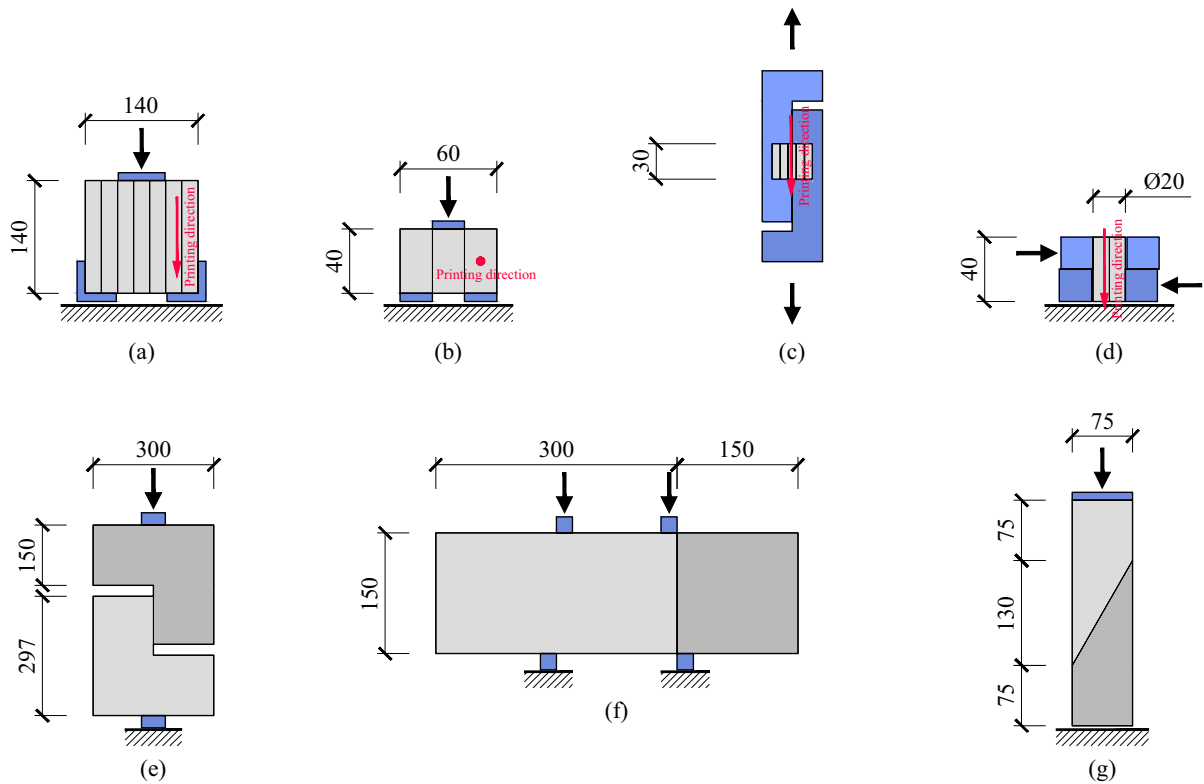 140
140
Printing direction
(a)
60
40
Printing direction
(b)
30
Printing direction
(c)
Ø20
40
Printing direction
(d)
300
150
297
(e)
300
150
150
(f)
75
75
130
75
(g)